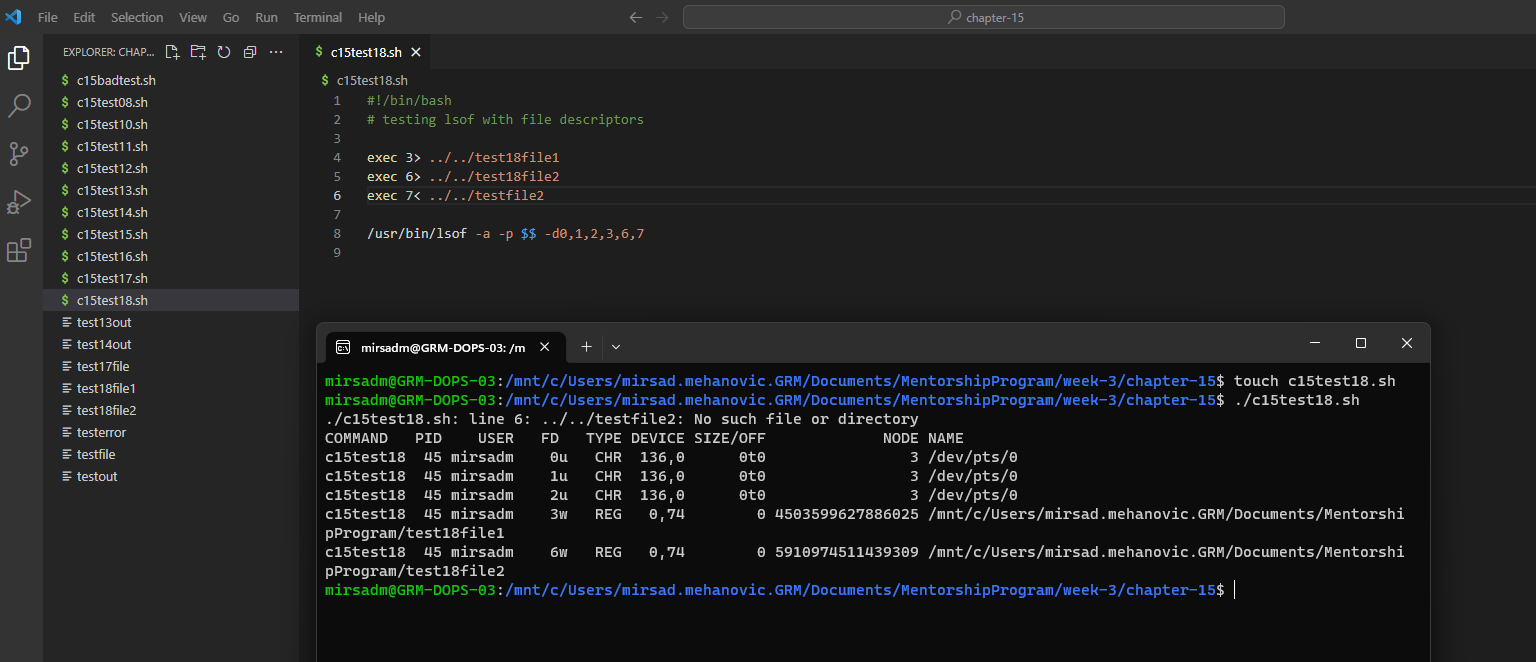 File Edit Selection View Go Run Terminal Help
chapter-15
EXPLORER: CHAP...
c15badtest.sh
c15test08.sh
c15test10.sh
c15test11.sh
c15test12.sh
c15test13.sh
c15test14.sh
c15test15.sh
c15test16.sh
c15test17.sh
c15test18.sh
test13out
test14out
test17file
test18file1
test18file2
testerror
testfile
testout
$ c15test18.sh
$ c15test18.sh
1 #!/bin/bash
2 # testing lsof with file descriptors
3
4 exec 3> ../../test18file1
5 exec 6> ../../test18file2
6 exec 7< ../../testfile2
7
8 /usr/bin/lsof -a -p $$ -d0,1,2,3,6,7
9
mirsadm@GRM-DOPS-03: /m
mirsadm@GRM-DOPS-03:/mnt/c/Users/mirsad.mehanovic.GRM/Documents/MentorshipProgram/week-3/chapter-15$ touch c15test18.sh
mirsadm@GRM-DOPS-03:/mnt/c/Users/mirsad.mehanovic.GRM/Documents/MentorshipProgram/week-3/chapter-15$ ./c15test18.sh
./c15test18.sh: line 6: ../../testfile2: No such file or directory
COMMAND PID USER FD TYPE DEVICE SIZE/OFF NODE NAME
c15test18 45 mirsadm 0u CHR 136,0 0t0 3 /dev/pts/0
c15test18 45 mirsadm 1u CHR 136,0 0t0 3 /dev/pts/0
c15test18 45 mirsadm 2u CHR 136,0 0t0 3 /dev/pts/0
c15test18 45 mirsadm 3w REG 0,74 0 4503599627886025 /mnt/c/Users/mirsad.mehanovic.GRM/Documents/Mentorshi
pProgram/test18file1
c15test18 45 mirsadm 6w REG 0,74 0 5910974511439309 /mnt/c/Users/mirsad.mehanovic.GRM/Documents/Mentorshi
pProgram/test18file2
mirsadm@GRM-DOPS-03:/mnt/c/Users/mirsad.mehanovic.GRM/Documents/MentorshipProgram/week-3/chapter-15$